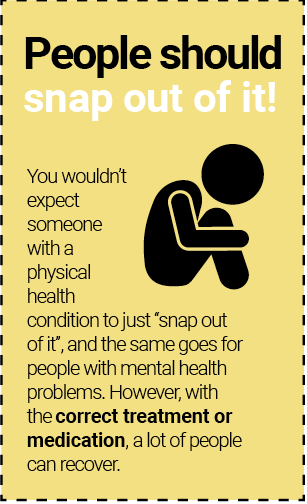 People should
snap out of it!
You wouldn't
expect
someone
with a
physical
health
condition to just "snap out
of it", and the same goes for
people with mental health
problems. However, with
the correct treatment or
medication, a lot of people
can recover.